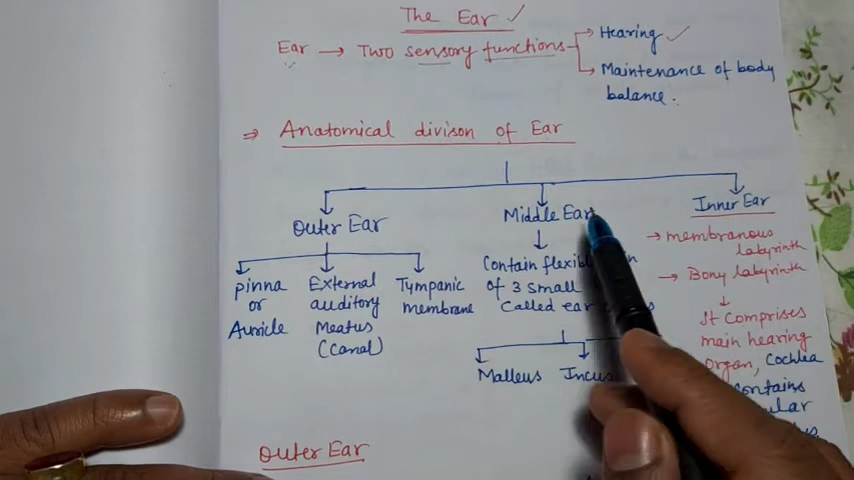 The Ear ✓
Ear → Two sensory functions
→ Hearing ✓
→ Maintenance of body
balance.
⇒ Anatomical divison of Ear
Outer Ear
Pinna
or
Auricle
External
auditory
Meatus
(Canal)
Tympanic
membrane
Middle Ear
Contain flexible
of 3 small
Called ear
Malleus
Incus
Inner Ear
→ membranous
labyrinth
→ Bony labyrinth
It comprises
main hearing
organ, Cochlea
contains
Outer Ear